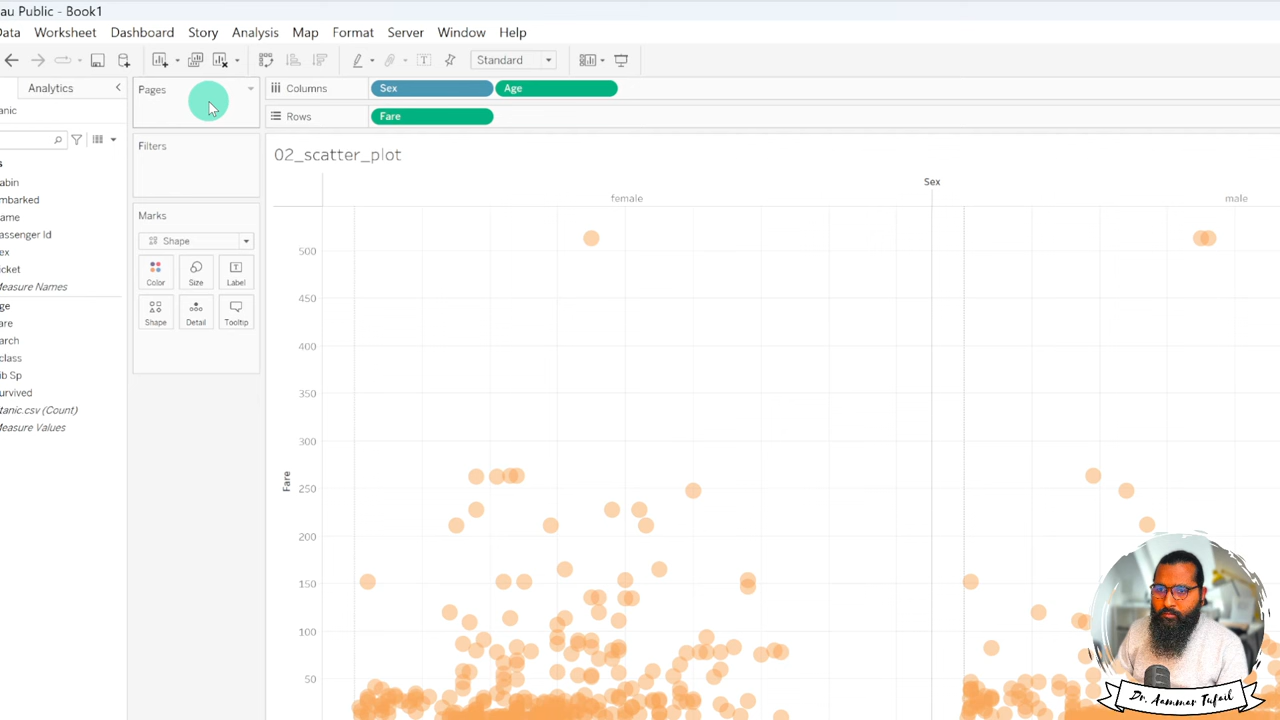 au Public - Book1
Data Worksheet Dashboard Story Analysis Map Format Server Window Help
Standard
Analytics
Pages
Columns Sex Age
anic
Rows Fare
Filters
02_scatter_plot
s
Sex
abin
female male
mbarked
ame
Marks
assenger Id
Shape
ex
500
icket
Color Size Label
Measure Names
450
ge
Shape Detail Tooltip
are
arch
400
class
ib Sp
350
urvived
tanic.csv (Count)
Measure Values
300
Fare
250
200
150
100
50
Dr. Aammar Tufail